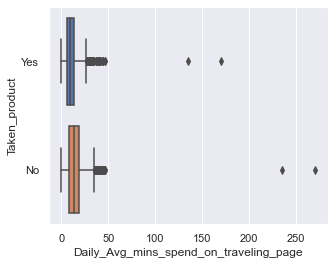 Taken_product
Yes
No
0 50 100 150 200 250
Daily_Avg_mins_spend_on_traveling_page